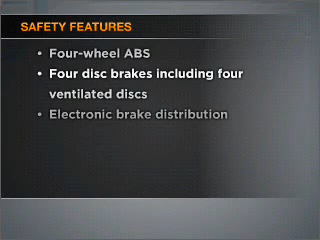 SAFETY FEATURES
• Four-wheel ABS
• Four disc brakes including four
ventilated discs
• Electronic brake distribution